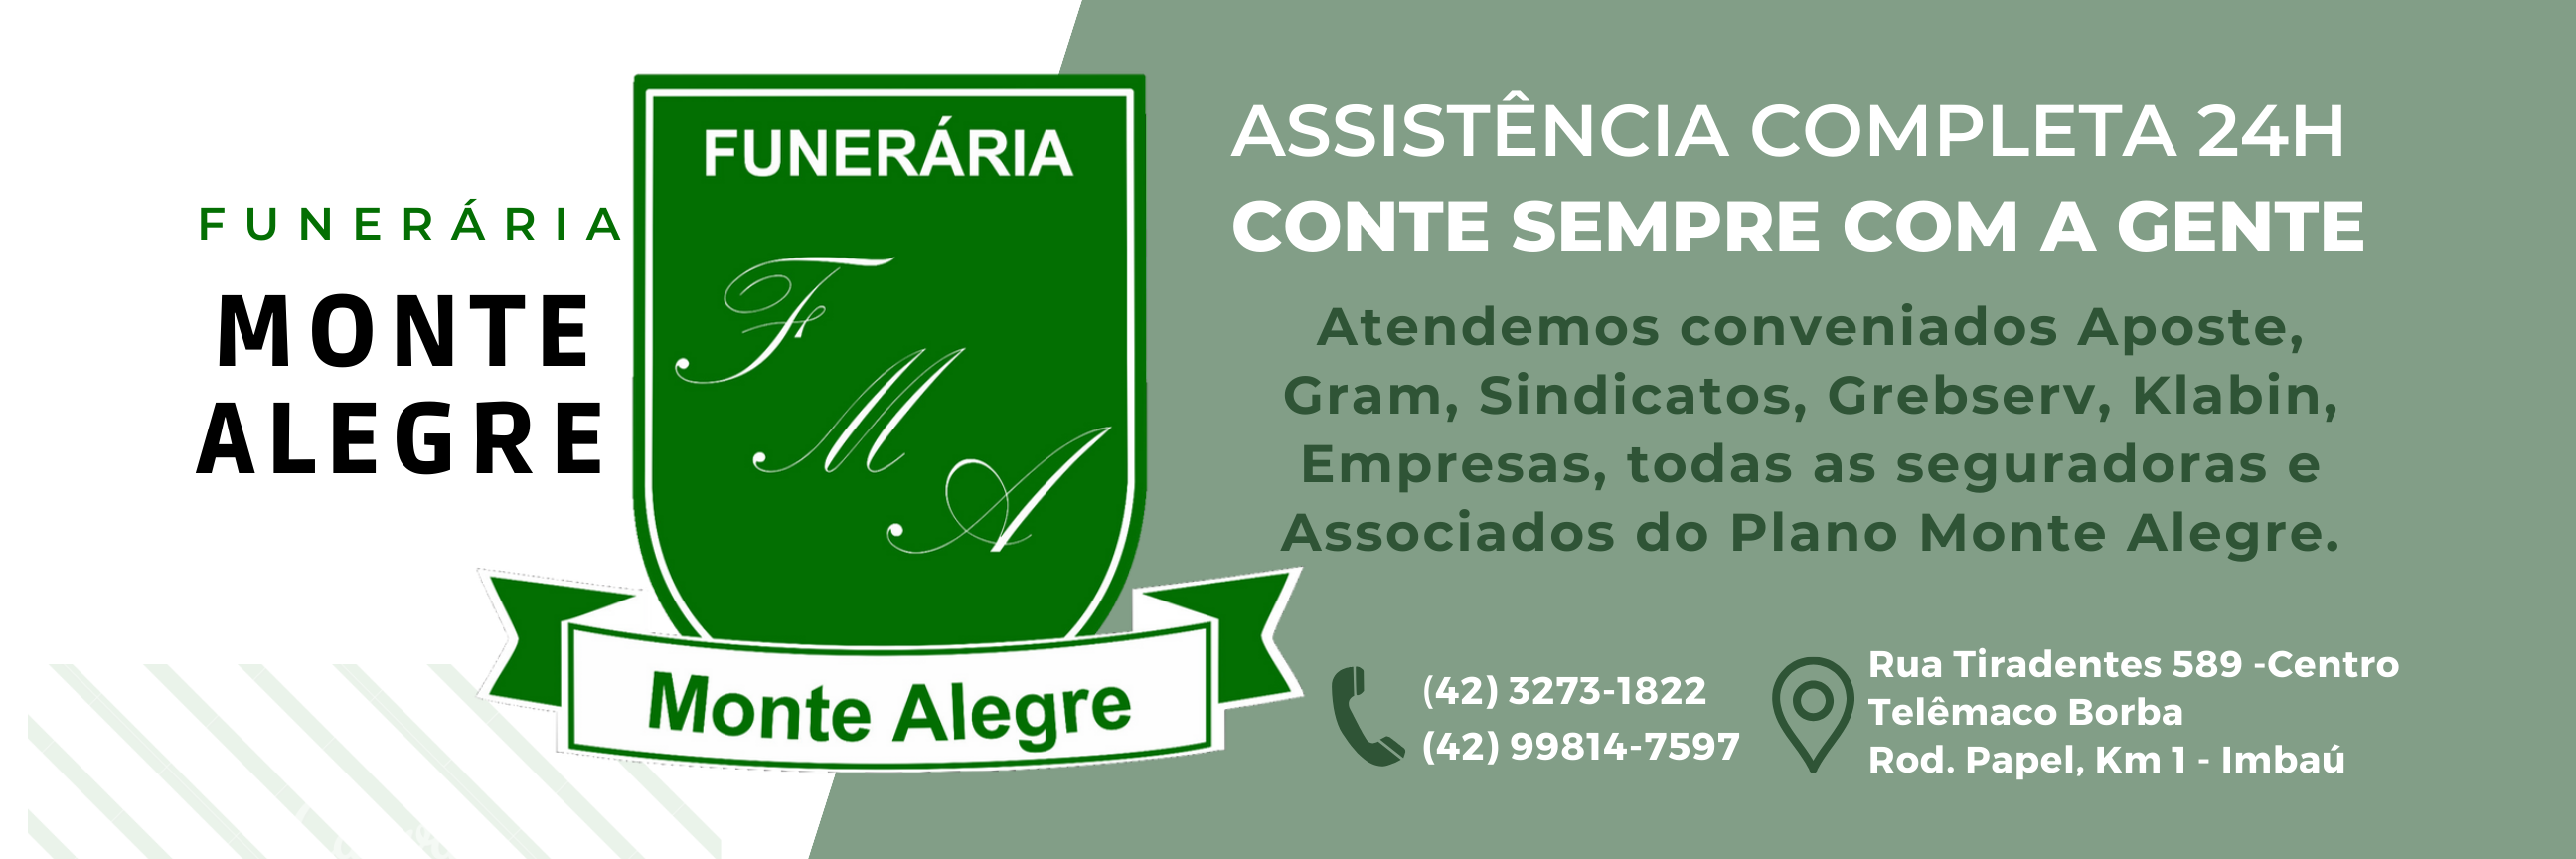 FUNERÁRIA
MONTE
ALEGRE
FUNERÁRIA
F
M
A
Monte Alegre
ASSISTÊNCIA COMPLETA 24H
CONTE SEMPRE COM A GENTE
Atendemos conveniados Aposte,
Gram, Sindicatos, Grebserv, Klabin,
Empresas, todas as seguradoras e
Associados do Plano Monte Alegre.
(42) 3273-1822
(42) 99814-7597
Rua Tiradentes 589 -Centro
Telêmaco Borba
Rod. Papel, Km 1 - Imbaú